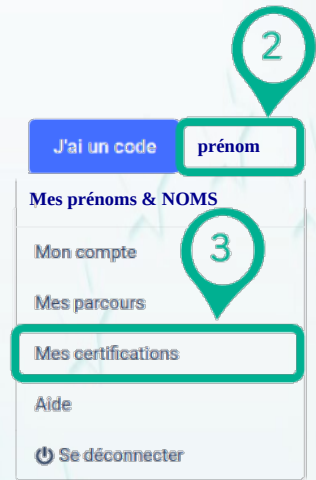 2
J'ai un code prénom
Mes prénoms & NOMS
3
Mon compte
Mes parcours
Mes certifications
Aide
Se déconnecter